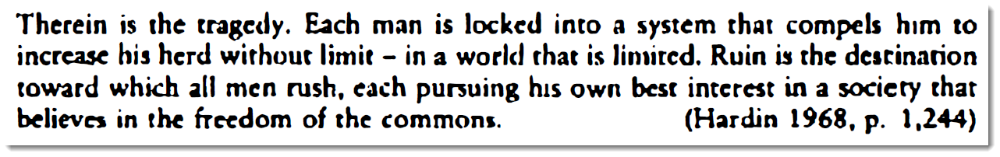 Therein is the tragedy. Each man is locked into a system that compels him to
increase his herd without limit – in a world that is limited. Ruin is the destination
toward which all men rush, each pursuing his own best interest in a society that
believes in the freedom of the commons. (Hardin 1968, p. 1,244)